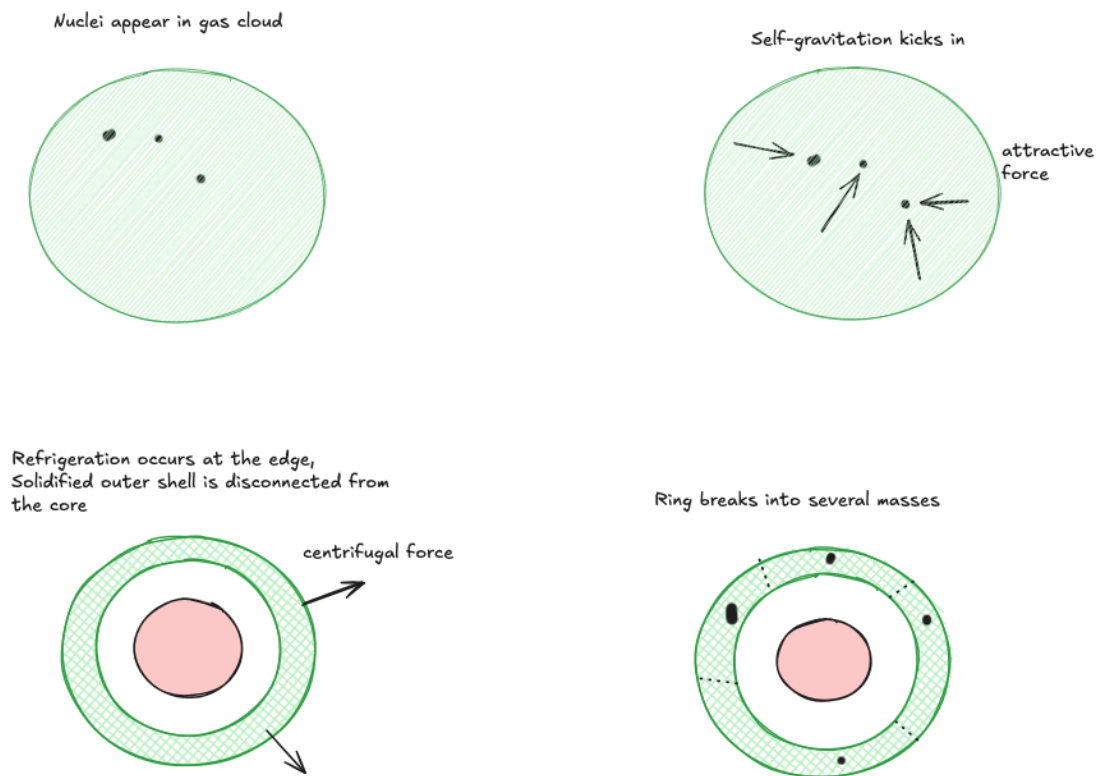 Nuclei appear in gas cloud
Self-gravitation kicks in
attractive
force
Refrigeration occurs at the edge,
Solidified outer shell is disconnected from
the core
centrifugal force
Ring breaks into several masses